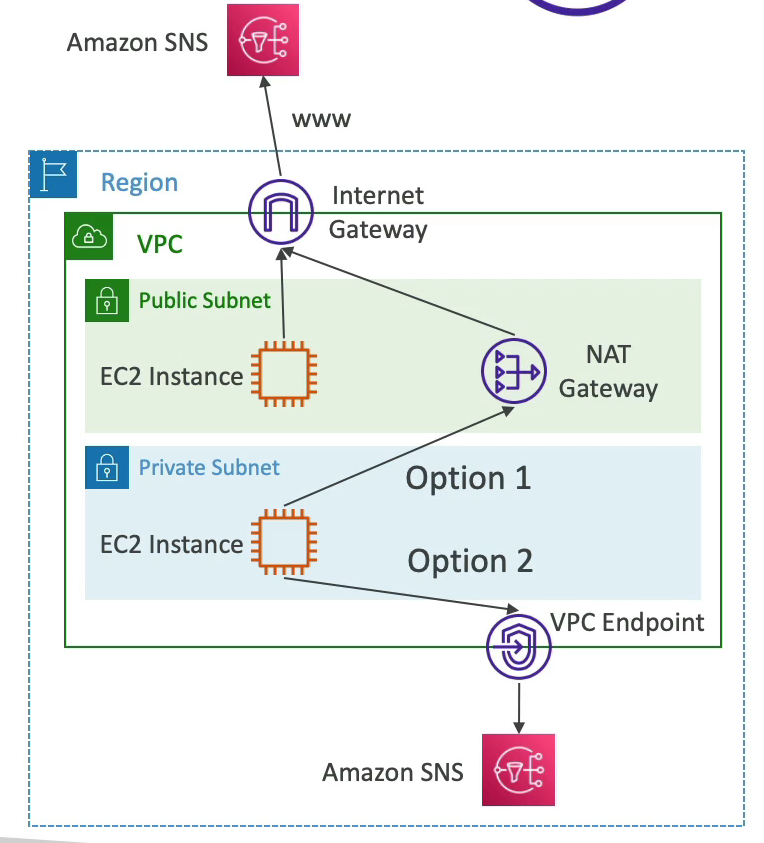 Amazon SNS
www
Region
Internet
Gateway
VPC
Public Subnet
EC2 Instance
NAT
Gateway
Private Subnet
Option 1
EC2 Instance
Option 2
VPC Endpoint
Amazon SNS